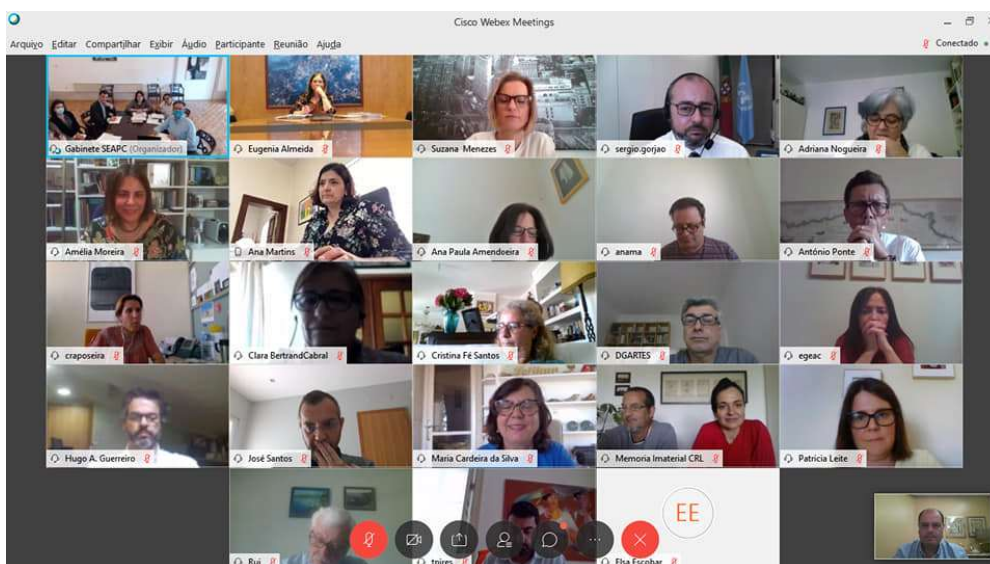 Cisco Webex Meetings
Arquivo Editar Compartilhar Exibir Áudio Participante Reunião Ajuda
Conectado
Gabinete SEAPC (Organizador)
Eugenia Almeida
Suzana Menezes
sergio.gorjao
Adriana Nogueira
Amélia Moreira
Ana Martins
Ana Paula Amendoeira
anama
António Ponte
craposeira
Clara BertrandCabral
Cristina Fé Santos
DGARTES
egeac
Hugo A. Guerreiro
José Santos
Maria Cardeira da Silva
Memoria Imaterial CRL
Patrícia Leite
EE
Rui
tpires
Elsa Escobar